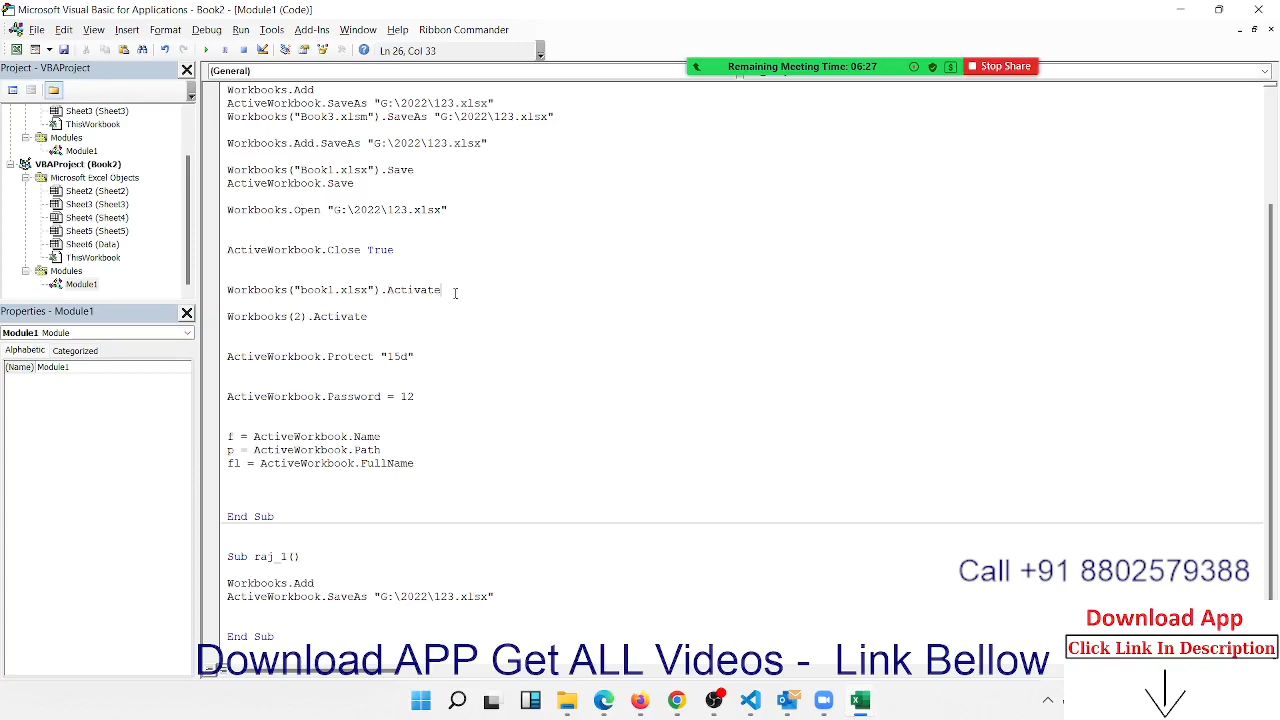 Microsoft Visual Basic for Applications - Book2 - [Module1 (Code)]
File Edit View Insert Format Debug Run Tools Add-Ins Window Help Ribbon Commander
Ln 26, Col 33
Project - VBAProject
(General)
Remaining Meeting Time: 06:27
Stop Share
Sheet3 (Sheet3)
ThisWorkbook
Modules
Module1
VBAProject (Book2)
Microsoft Excel Objects
Sheet2 (Sheet2)
Sheet3 (Sheet3)
Sheet4 (Sheet4)
Sheet5 (Sheet5)
Sheet6 (Data)
ThisWorkbook
Modules
Module1
Properties - Module1
Module1 Module
Alphabetic Categorized
(Name) Module1
Workbooks.Add
ActiveWorkbook.SaveAs "G:\2022\123.xlsx"
Workbooks("Book3.xlsm").SaveAs "G:\2022\123.xlsx"
Workbooks.Add.SaveAs "G:\2022\123.xlsx"
Workbooks("Book1.xlsx").Save
ActiveWorkbook.Save
Workbooks.Open "G:\2022\123.xlsx"
ActiveWorkbook.Close True
Workbooks("book1.xlsx").Activate
Workbooks(2).Activate
ActiveWorkbook.Protect "15d"
ActiveWorkbook.Password = 12
f = ActiveWorkbook.Name
p = ActiveWorkbook.Path
fl = ActiveWorkbook.FullName
End Sub
Sub raj_1()
Workbooks.Add
ActiveWorkbook.SaveAs "G:\2022\123.xlsx"
End Sub
Call +91 8802579388
Download App
Click Link In Description
Download APP Get ALL Videos - Link Bellow